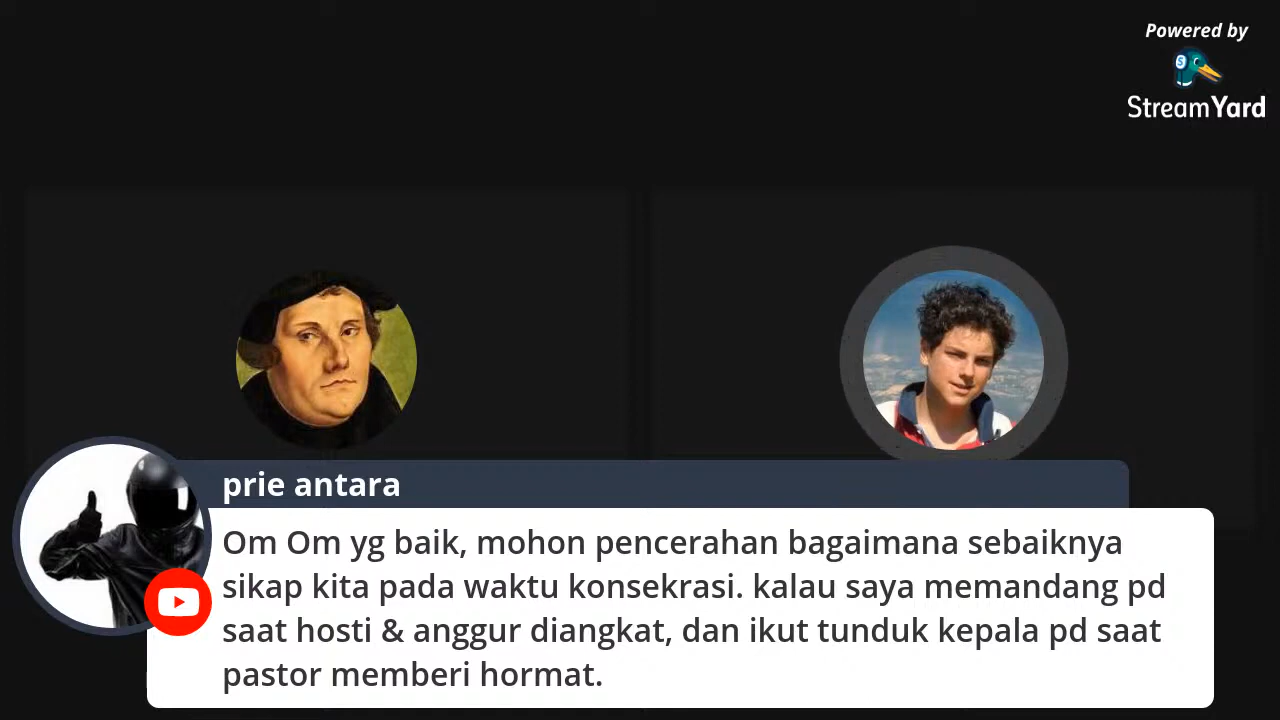 Powered by
StreamYard
prie antara
Om Om yg baik, mohon pencerahan bagaimana sebaiknya
sikap kita pada waktu konsekrasi. kalau saya memandang pd
saat hosti & anggur diangkat, dan ikut tunduk kepala pd saat
pastor memberi hormat.